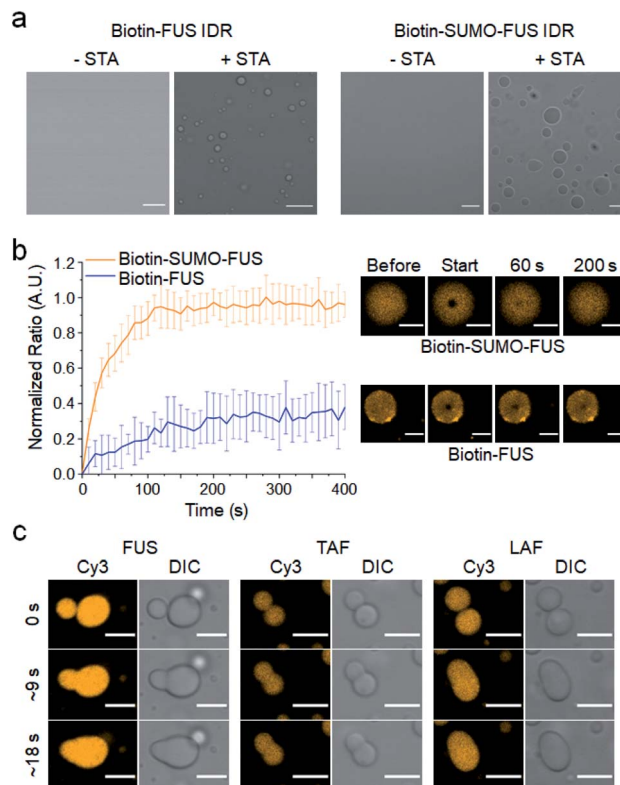 a
Biotin-FUS IDR
Biotin-SUMO-FUS IDR
- STA
+ STA
- STA
+ STA
b
Normalized Ratio (A.U.)
1.2
1.0
0.8
0.6
0.4
0.2
0.0
Biotin-SUMO-FUS
Biotin-FUS
0
100
200
300
400
Time (s)
Before
Start
60 s
200 s
Biotin-SUMO-FUS
Biotin-FUS
c
FUS
TAF
LAF
Cy3
DIC
Cy3
DIC
Cy3
DIC
0 s
~9 s
~18 s